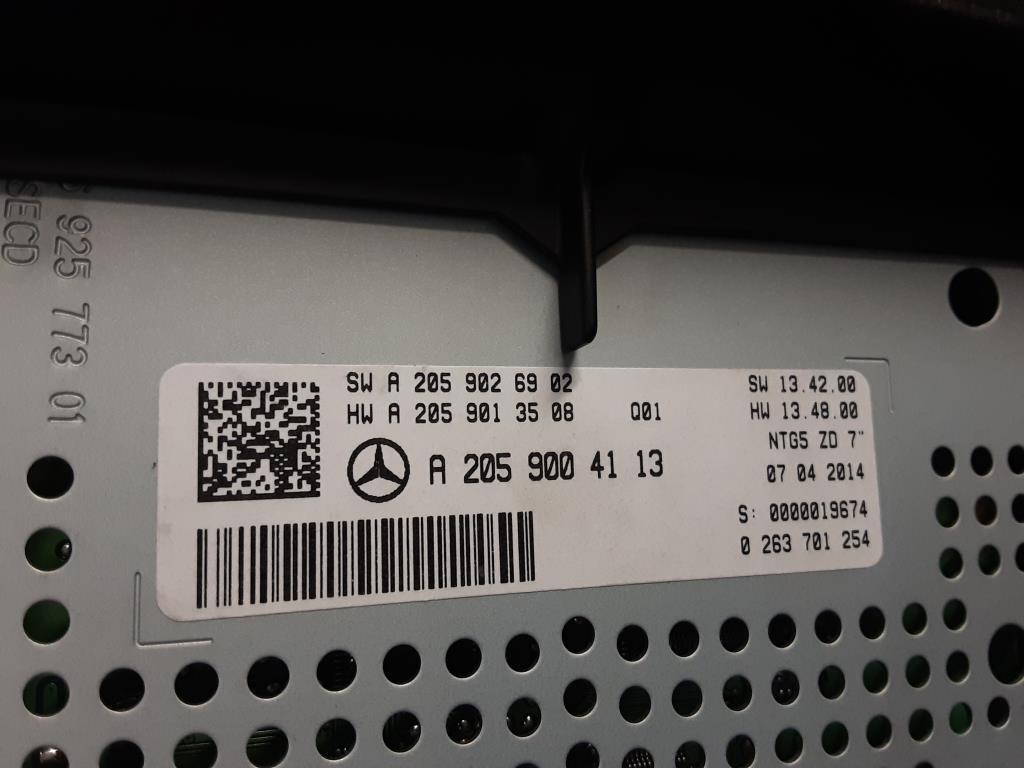 925 773 01
SECD
SW A 205 902 69 02
HW A 205 901 35 08 Q01
A 205 900 41 13
SW 13.42.00
HW 13.48.00
NTG5 ZD 7"
07 04 2014
S: 0000019674
0 263 701 254